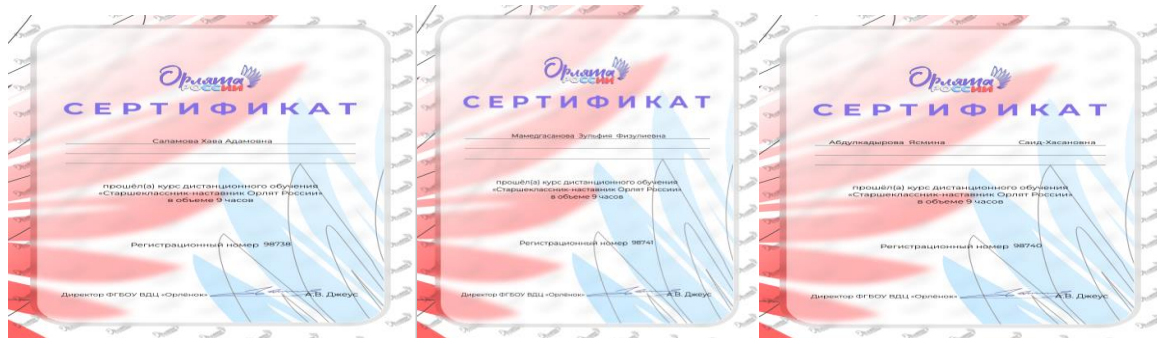 Орлята
России
СЕРТИФИКАТ
Саламова Хава Адамовна
прошёл(а) курс дистанционного обучения
«Старшеклассник-наставник Орлят России»
в объеме 9 часов
Регистрационный номер 98738
Директор ФГБОУ ВДЦ «Орлёнок» А.В. Джеус
Орлята
России
СЕРТИФИКАТ
Мамедгасанова Зульфия Физулиевна
прошёл(а) курс дистанционного обучения
«Старшеклассник-наставник Орлят России»
в объеме 9 часов
Регистрационный номер 98741
Директор ФГБОУ ВДЦ «Орлёнок» А.В. Джеус
Орлята
России
СЕРТИФИКАТ
Абдулкадырова Ясмина Саид-Хасановна
прошёл(а) курс дистанционного обучения
«Старшеклассник-наставник Орлят России»
в объеме 9 часов
Регистрационный номер 98740
Директор ФГБОУ ВДЦ «Орлёнок» А.В. Джеус